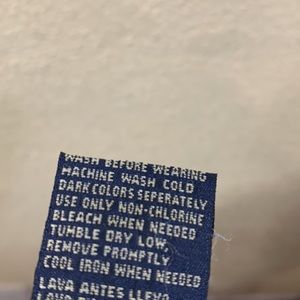 WASH BEFORE WEARING
MACHINE WASH COLD
DARK COLORS SEPERATELY
USE ONLY NON-CHLORINE
BLEACH WHEN NEEDED
TUMBLE DRY LOW,
REMOVE PROMPTLY
COOL IRON WHEN NEEDED
LAVA ANTES LLEVA